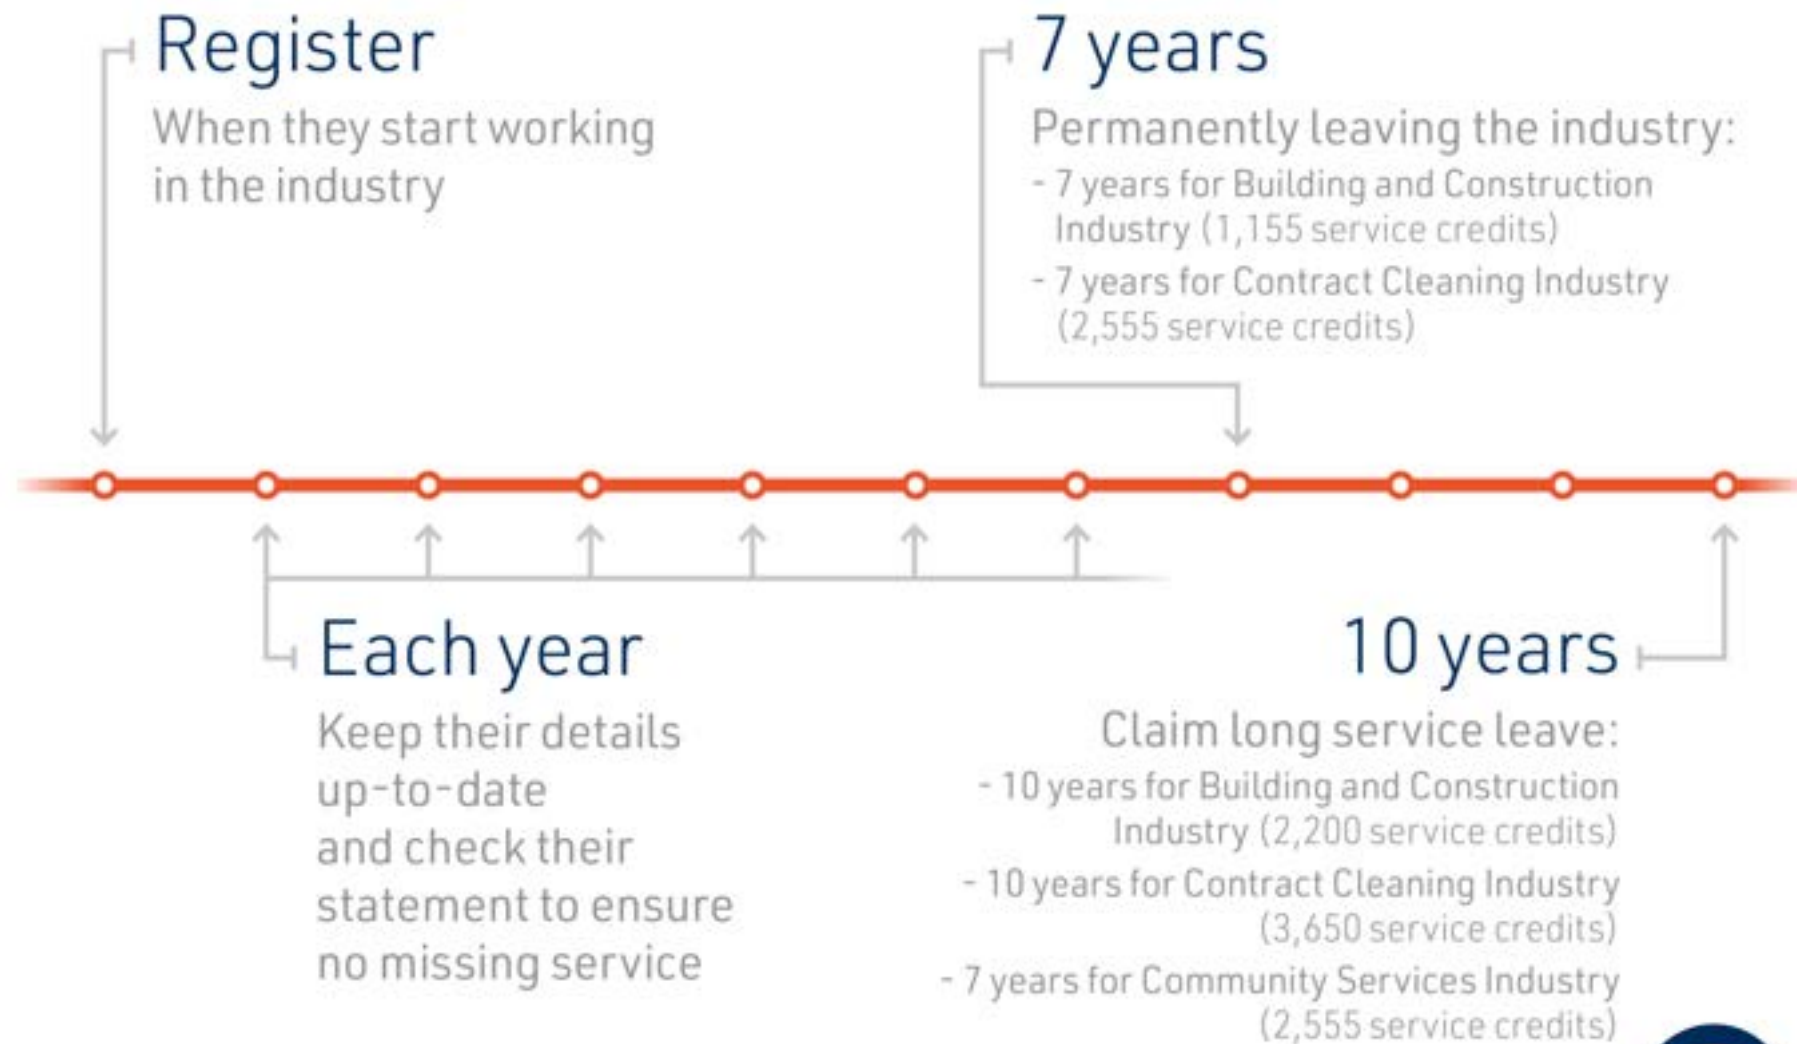 Register
When they start working
in the industry
7 years
Permanently leaving the industry:
- 7 years for Building and Construction
Industry (1,155 service credits)
- 7 years for Contract Cleaning Industry
(2,555 service credits)
Each year
Keep their details
up-to-date
and check their
statement to ensure
no missing service
10 years
Claim long service leave:
- 10 years for Building and Construction
Industry (2,200 service credits)
- 10 years for Contract Cleaning Industry
(3,650 service credits)
- 7 years for Community Services Industry
(2,555 service credits)